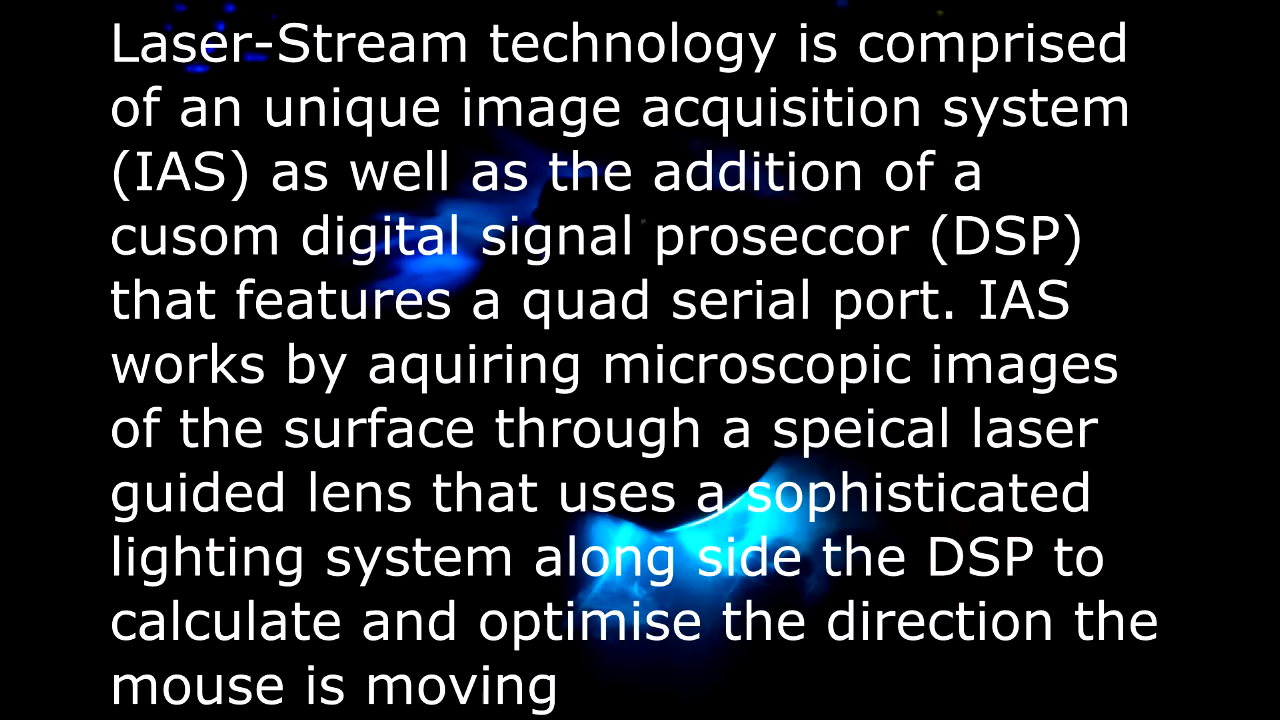 Laser-Stream technology is comprised
of an unique image acquisition system
(IAS) as well as the addition of a
cusom digital signal proseccor (DSP)
that features a quad serial port. IAS
works by aquiring microscopic images
of the surface through a speical laser
guided lens that uses a sophisticated
lighting system along side the DSP to
calculate and optimise the direction the
mouse is moving